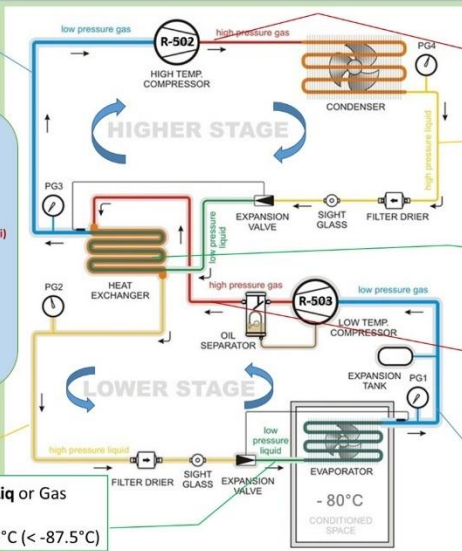 low pressure gas
R-502
high pressure gas
HIGH TEMP.
COMPRESSOR
PG4
CONDENSER
HIGHER STAGE
high pressure liquid
i)
PG3
EXPANSION
VALVE
SIGHT
GLASS
FILTER DRIER
low pressure
liquid
HEAT
EXCHANGER
PG2
high pressure gas
R-503
low pressure gas
LOW TEMP.
COMPRESSOR
OIL
SEPARATOR
EXPANSION
TANK
PG1
LOWER STAGE
high pressure liquid
low
pressure
liquid
FILTER DRIER
SIGHT
GLASS
EXPANSION
VALVE
EVAPORATOR
- 80°C
CONDITIONED
SPACE
iq or Gas
°C (< -87.5°C)